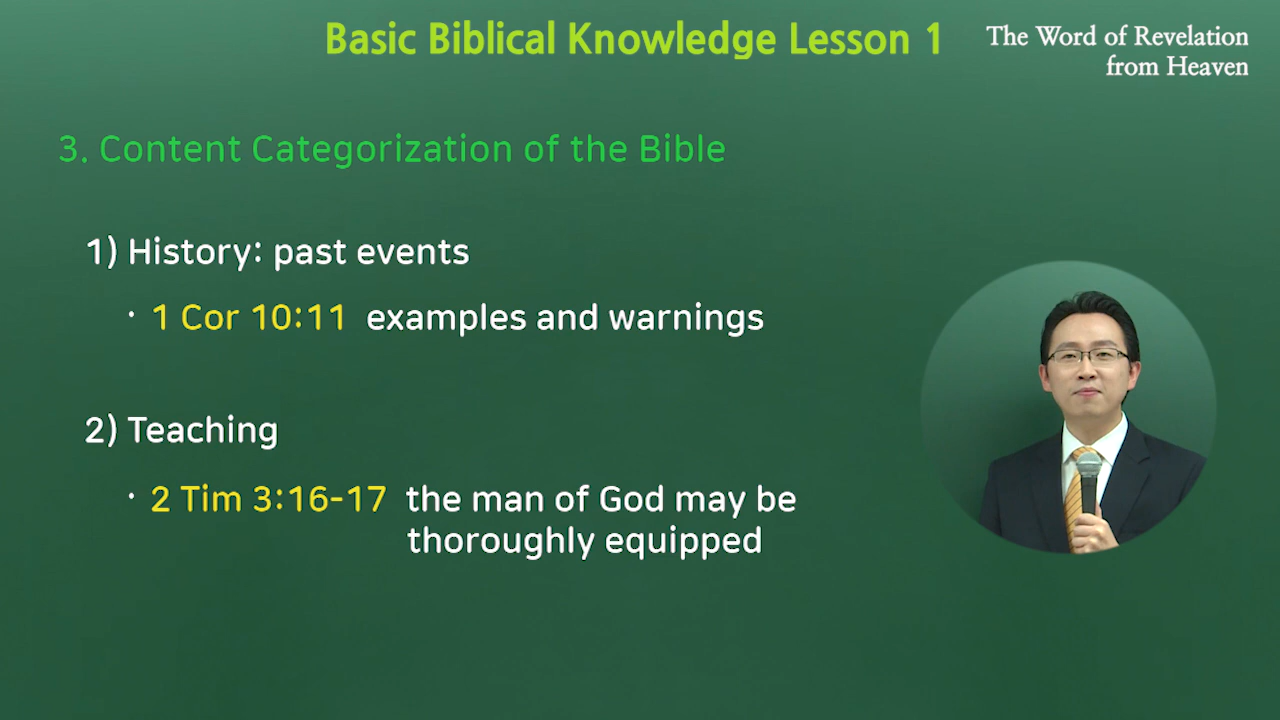 Basic Biblical Knowledge Lesson 1
The Word of Revelation
from Heaven
3. Content Categorization of the Bible
1) History: past events
· 1 Cor 10:11 examples and warnings
2) Teaching
· 2 Tim 3:16-17 the man of God may be
thoroughly equipped